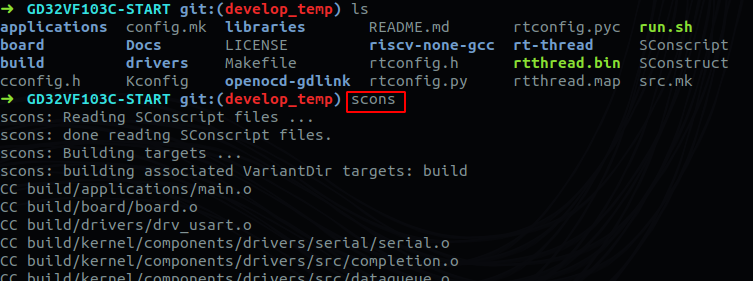 ➜ GD32VF103C-START git:(develop_temp) ls
applications config.mk libraries README.md rtconfig.pyc run.sh
board Docs LICENSE riscv-none-gcc rt-thread SConscript
build drivers Makefile rtconfig.h rtthread.bin SConstruct
cconfig.h Kconfig openocd-gdlink rtconfig.py rtthread.map src.mk
➜ GD32VF103C-START git:(develop_temp) scons
scons: Reading SConscript files ...
scons: done reading SConscript files.
scons: Building targets ...
scons: building associated VariantDir targets: build
CC build/applications/main.o
CC build/board/board.o
CC build/drivers/drv_usart.o
CC build/kernel/components/drivers/serial/serial.o
CC build/kernel/components/drivers/src/completion.o
CC build/kernel/components/drivers/src/dataqueue.o